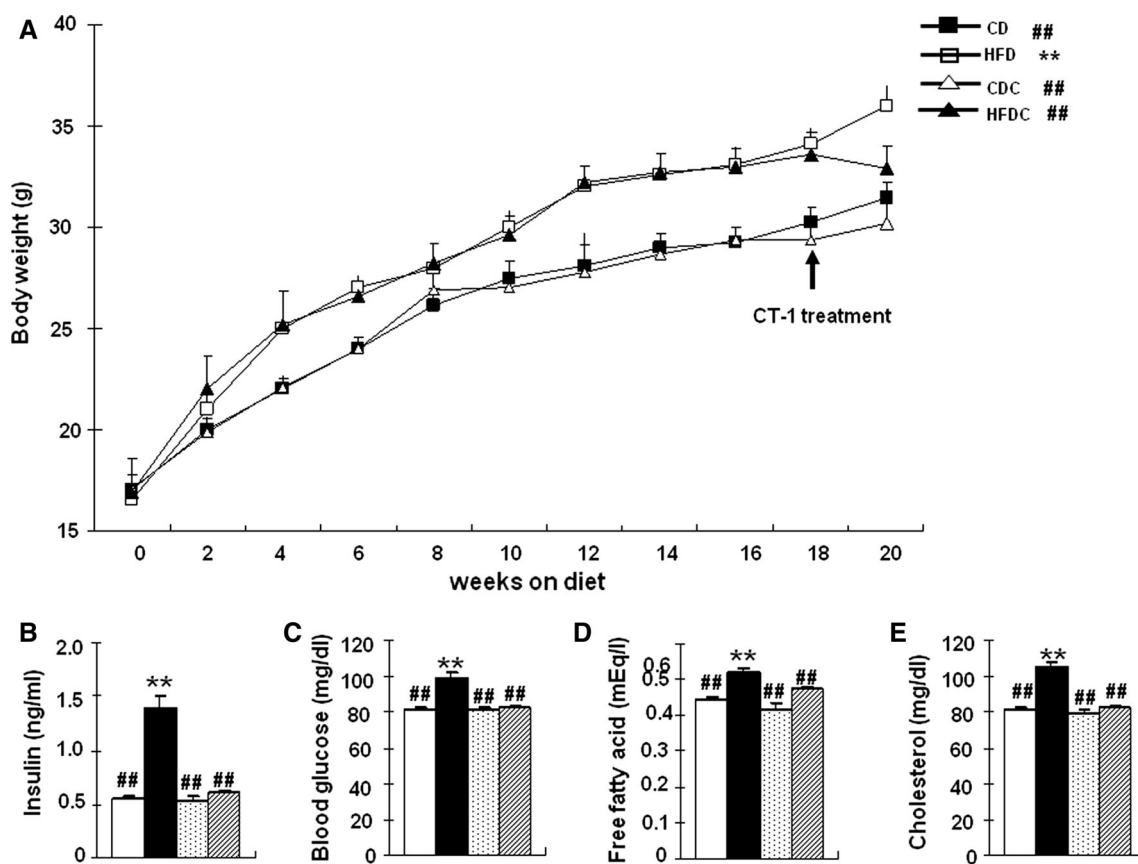 A
40
35
30
25
20
15
Body weight (g)
0 2 4 6 8 10 12 14 16 18 20
weeks on diet
CT-1 treatment
CD ##
HFD **
CDC ##
HFDC ##
B
Insulin (ng/ml)
2.0
1.5
1.0
0.5
0
## ** ## ##
C
Blood glucose (mg/dl)
120
100
80
60
40
20
0
## ** ## ##
D
Free fatty acid (mEq/l)
0.6
0.4
0.4
0.2
0.1
0
## ** ## ##
E
Cholesterol (mg/dl)
120
100
80
60
40
20
0
## ** ## ##